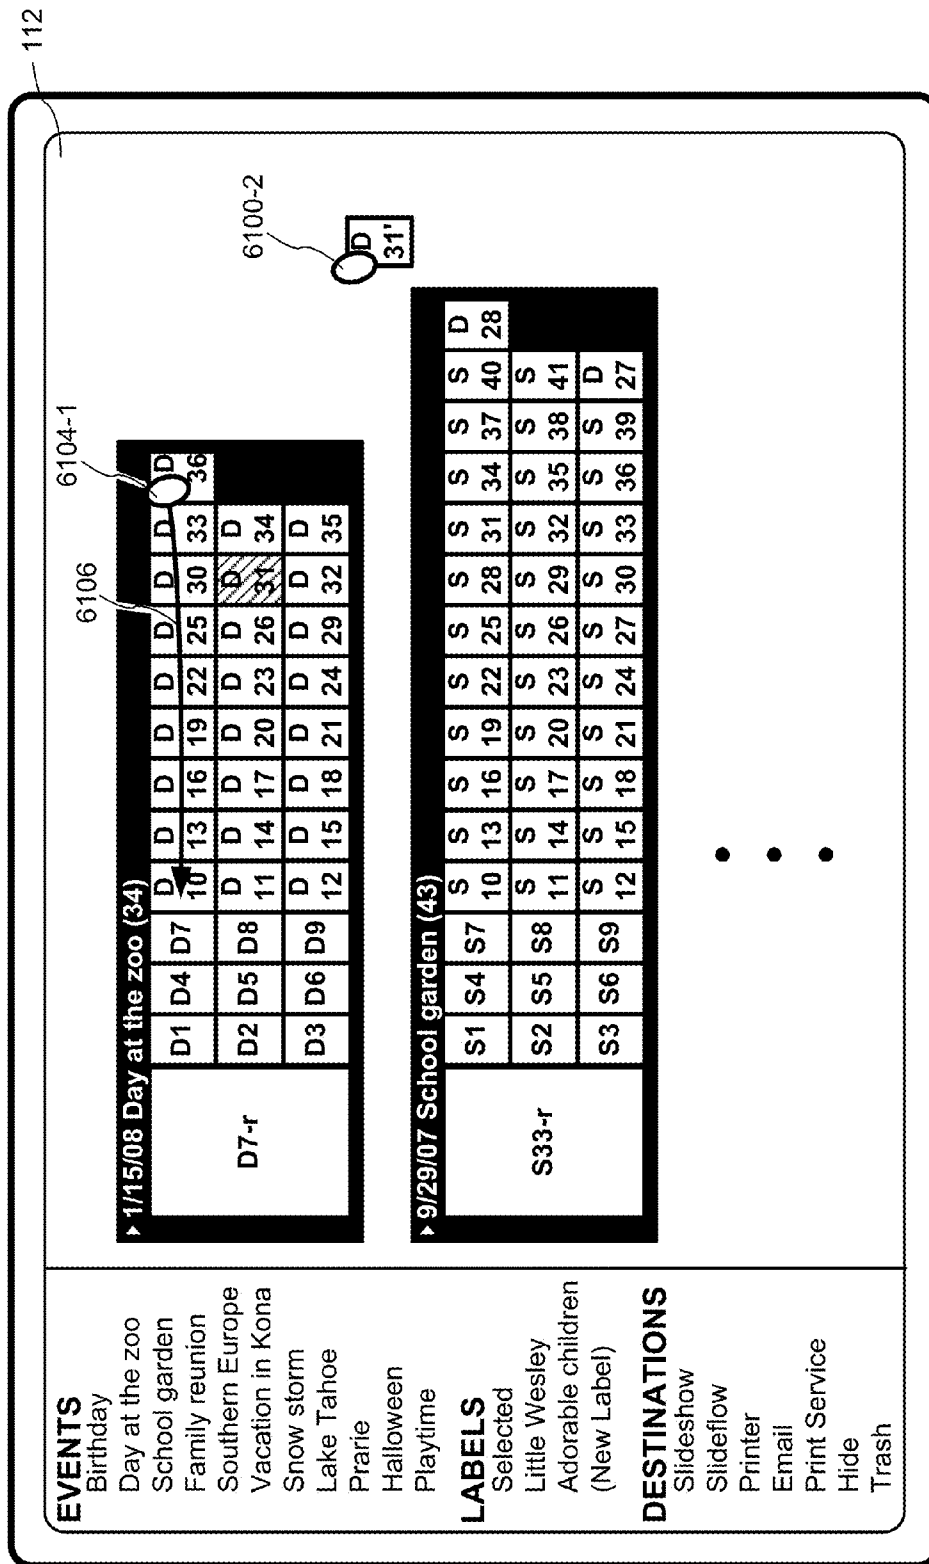 112
6100-2
6104-1
6106
EVENTS
Birthday
Day at the zoo
School garden
Family reunion
Southern Europe
Vacation in Kona
Snow storm
Lake Tahoe
Prarie
Halloween
Playtime
LABELS
Selected
Little Wesley
Adorable children
(New Label)
DESTINATIONS
Slideshow
Slideflow
Printer
Email
Print Service
Hide
Trash
1/15/08 Day at the zoo (34)
D7-r
D1 D4 D7 D 10 D 13 D 16 D 19 D 22 D 25 D 30 D 33 D 36
D2 D5 D8 D 11 D 14 D 17 D 20 D 23 D 26 D 31 D 34
D3 D6 D9 D 12 D 15 D 18 D 21 D 24 D 29 D 32 D 35
D 31'
9/29/07 School garden (43)
S33-r
S1 S4 S7 S 10 S 13 S 16 S 19 S 22 S 25 S 28 S 31 S 34 S 37 S 40 D 28
S2 S5 S8 S 11 S 14 S 17 S 20 S 23 S 26 S 29 S 32 S 35 S 38 S 41
S3 S6 S9 S 12 S 15 S 18 S 21 S 24 S 27 S 30 S 33 S 36 S 39 D 27